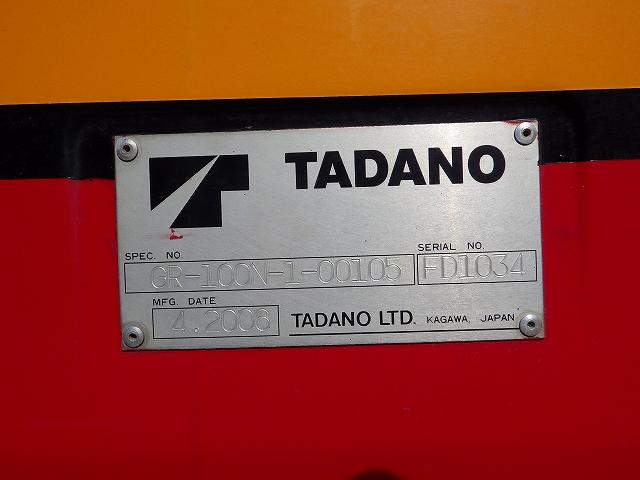 TADANO
SPEC. NO. SERIAL NO.
GR-100N-1-00105 FD1034
MFG. DATE
4.2006 TADANO LTD. KAGAWA, JAPAN